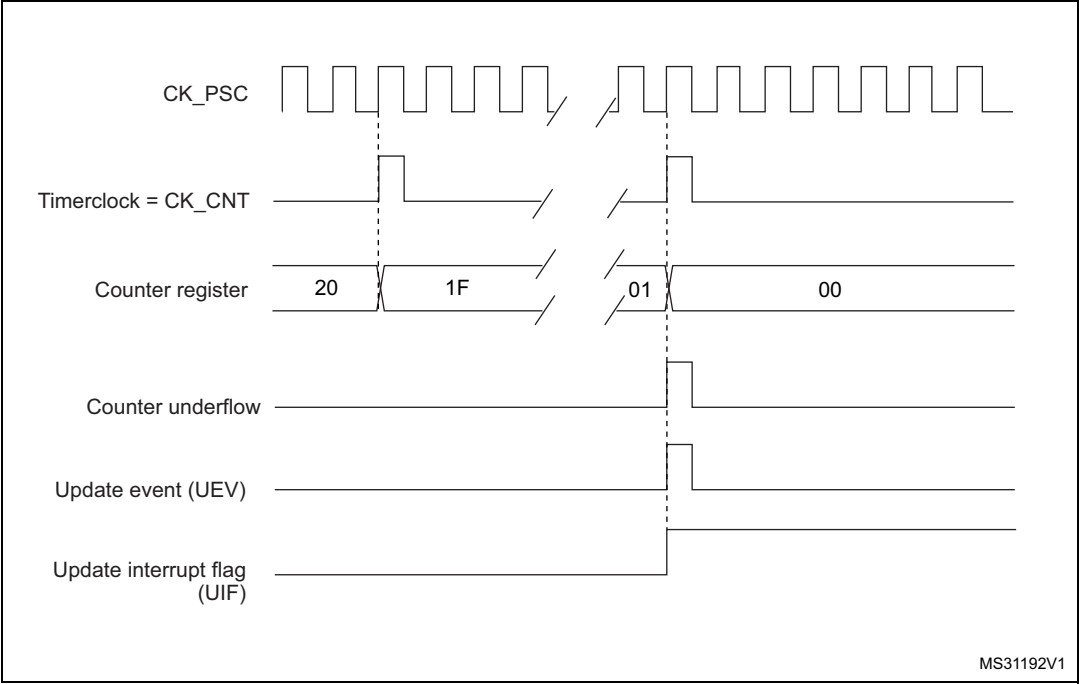 CK_PSC
Timerclock = CK_CNT
Counter register
20
1F
01
00
Counter underflow
Update event (UEV)
Update interrupt flag
(UIF)
MS31192V1